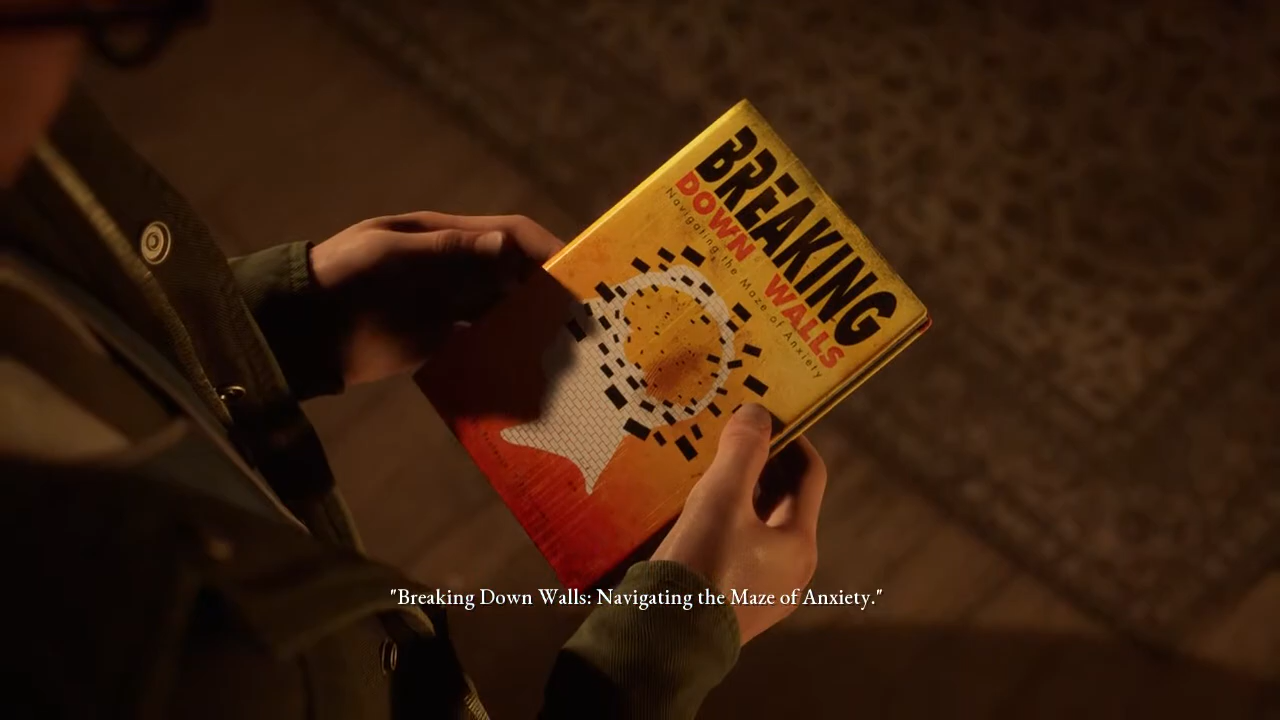 BREAKING
DOWN WALLS
Navigating the Maze of Anxiety
"Breaking Down Walls: Navigating the Maze of Anxiety."